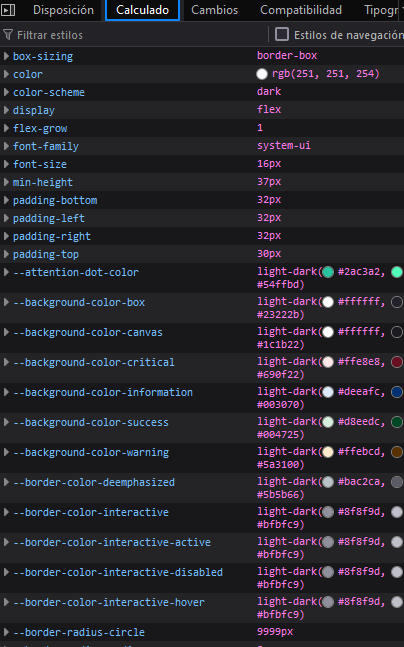 Disposición Calculado Cambios Compatibilidad Tipogr
Filtrar estilos Estilos de navegación
box-sizing border-box
color rgb(251, 251, 254)
color-scheme dark
display flex
flex-grow 1
font-family system-ui
font-size 16px
min-height 37px
padding-bottom 32px
padding-left 32px
padding-right 32px
padding-top 30px
--attention-dot-color light-dark( #2ac3a2,
#54ffbd)
--background-color-box light-dark( #ffffff,
#23222b)
--background-color-canvas light-dark( #ffffff,
#1c1b22)
--background-color-critical light-dark( #ffe8e8,
#690f22)
--background-color-information light-dark( #deeafc,
#003070)
--background-color-success light-dark( #d8eedc,
#004725)
--background-color-warning light-dark( #ffebcd,
#5a3100)
--border-color-deemphasized light-dark( #bac2ca,
#5b5b66)
--border-color-interactive light-dark( #8f8f9d,
#bfbfc9)
--border-color-interactive-active light-dark( #8f8f9d,
#bfbfc9)
--border-color-interactive-disabled light-dark( #8f8f9d,
#bfbfc9)
--border-color-interactive-hover light-dark( #8f8f9d,
#bfbfc9)
--border-radius-circle 9999px